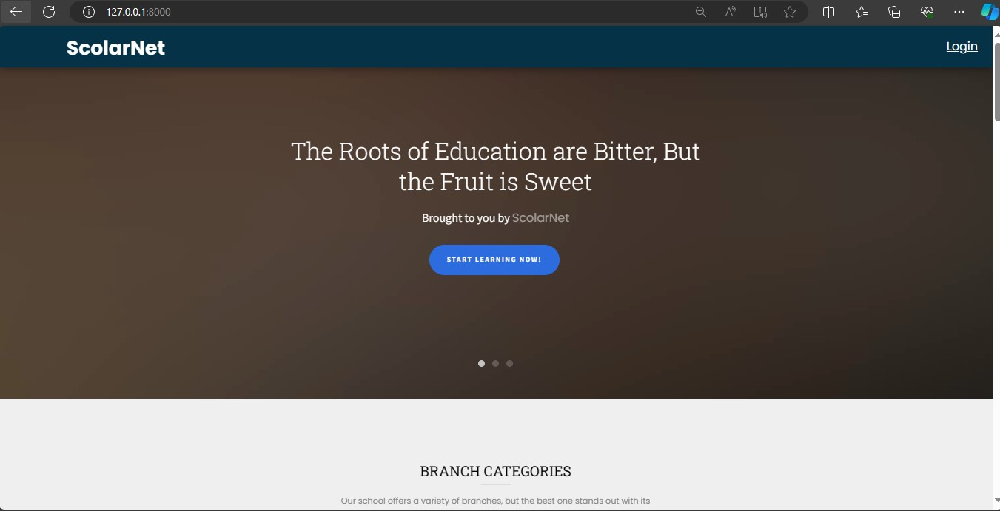 127.0.0.1:8000
ScolarNet
Login
The Roots of Education are Bitter, But
the Fruit is Sweet
Brought to you by ScolarNet
START LEARNING NOW!
BRANCH CATEGORIES
Our school offers a variety of branches, but the best one stands out with its